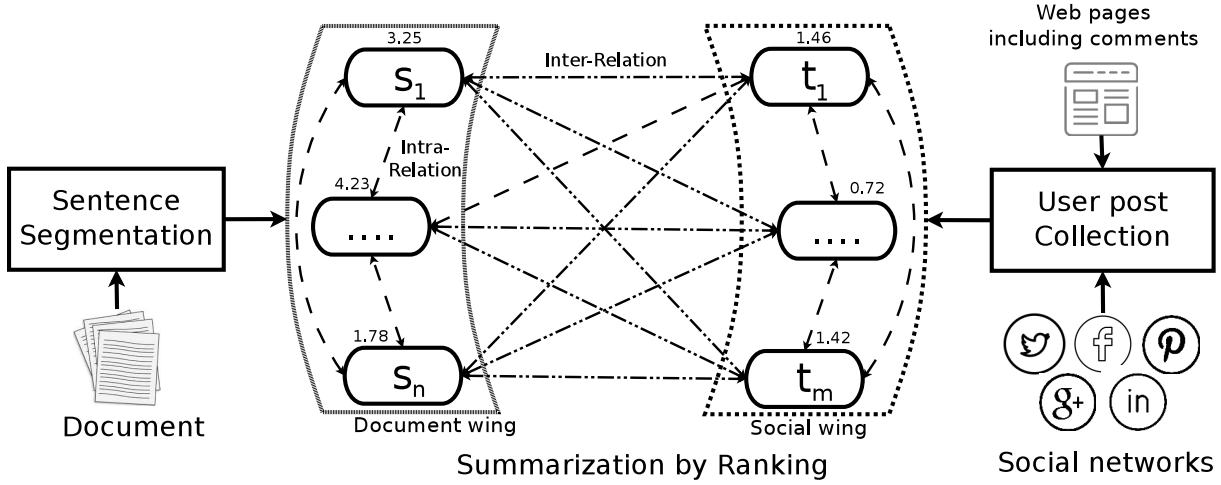 Web pages
including comments
3.25
1.46
s1
Inter-Relation
t1
Intra-
Relation
4.23
0.72
Sentence
Segmentation
....
....
User post
Collection
1.78
1.42
sn
tm
g+
in
Document
Document wing
Social wing
Summarization by Ranking
Social networks